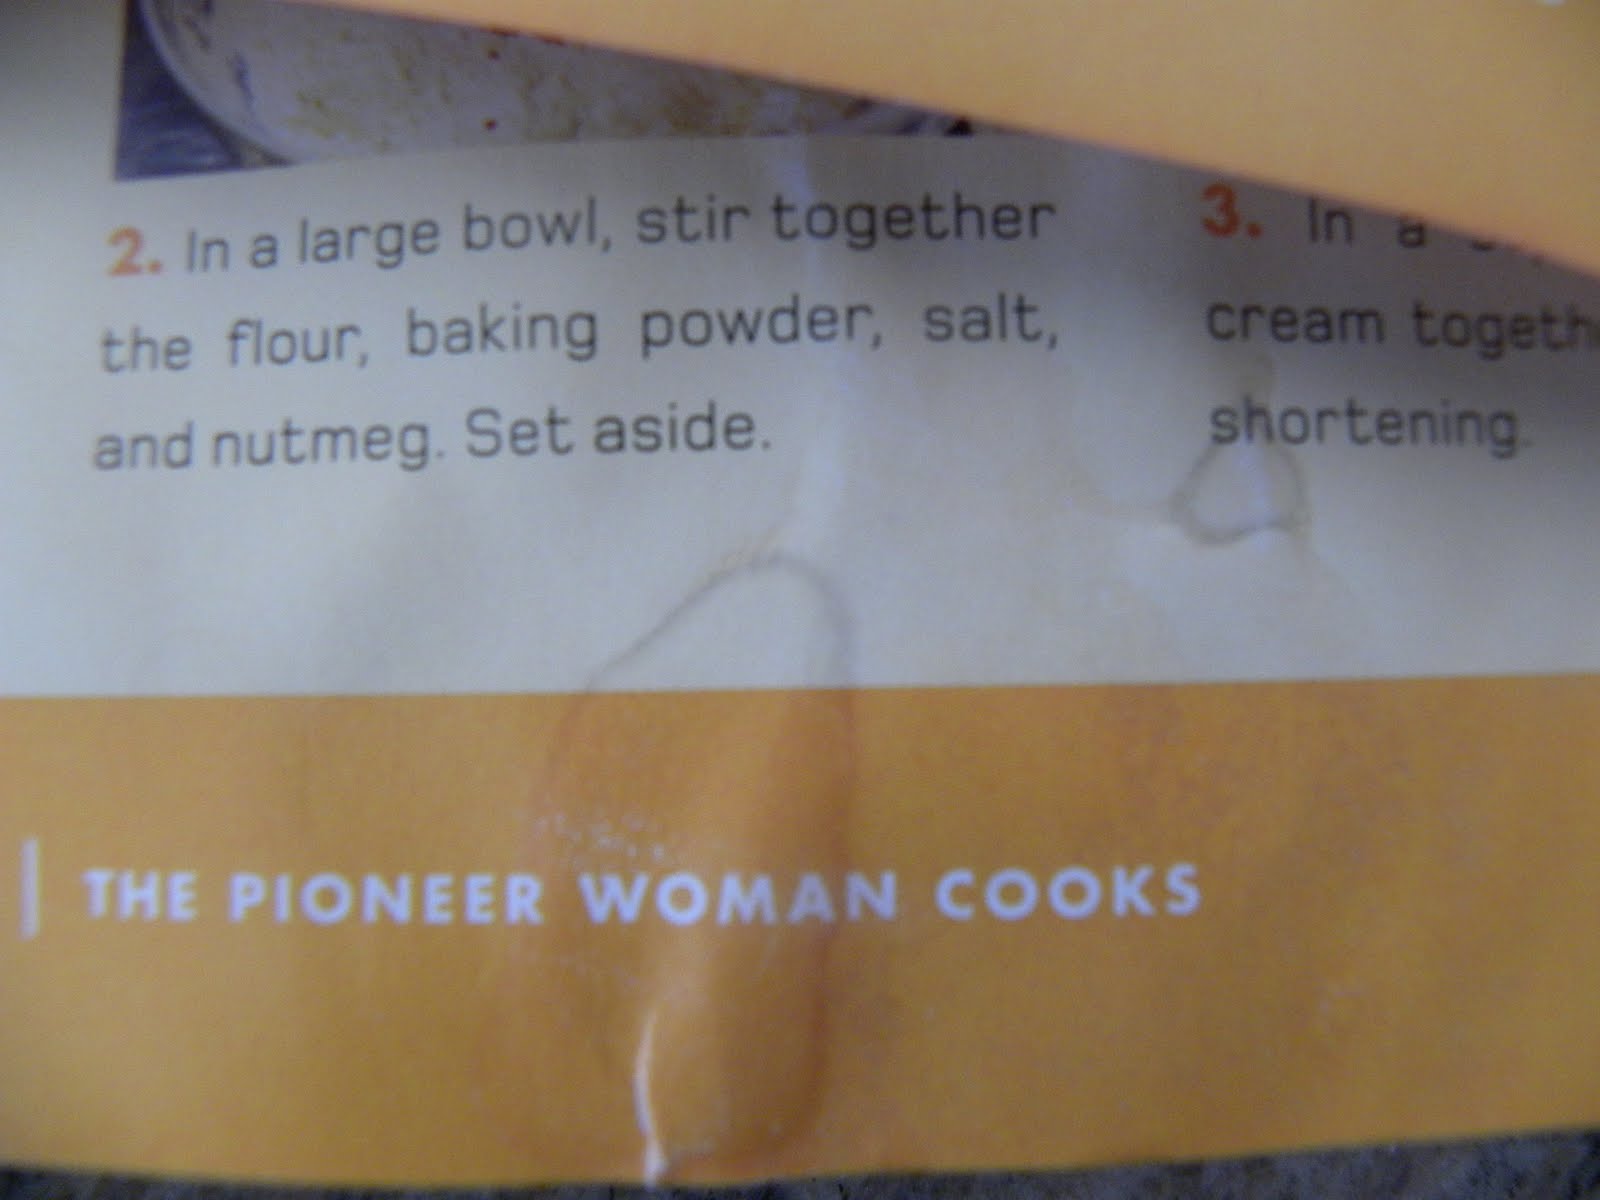 2. In a large bowl, stir together
the flour, baking powder, salt,
and nutmeg. Set aside.
3. In a
cream
shortening.
THE PIONEER WOMAN COOKS